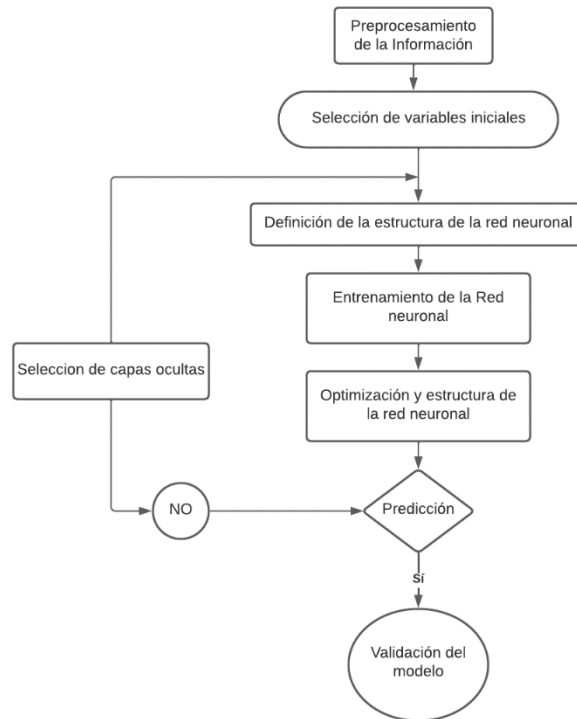 Preprocesamiento
de la Información
Selección de variables iniciales
Definición de la estructura de la red neuronal
Entrenamiento de la Red
neuronal
Seleccion de capas ocultas
Optimización y estructura de
la red neuronal
NO
Predicción
Sí
Validación del
modelo